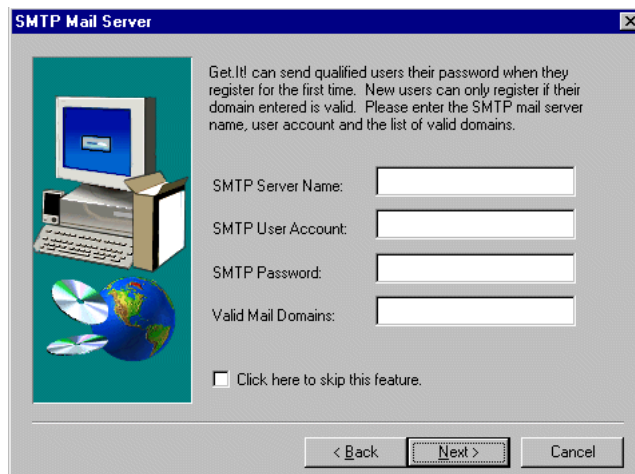 SMTP Mail Server
Get.It! can send qualified users their password when they
register for the first time. New users can only register if their
domain entered is valid. Please enter the SMTP mail server
name, user account and the list of valid domains.
SMTP Server Name:
SMTP User Account:
SMTP Password:
Valid Mail Domains:
Click here to skip this feature.
< Back
Next >
Cancel